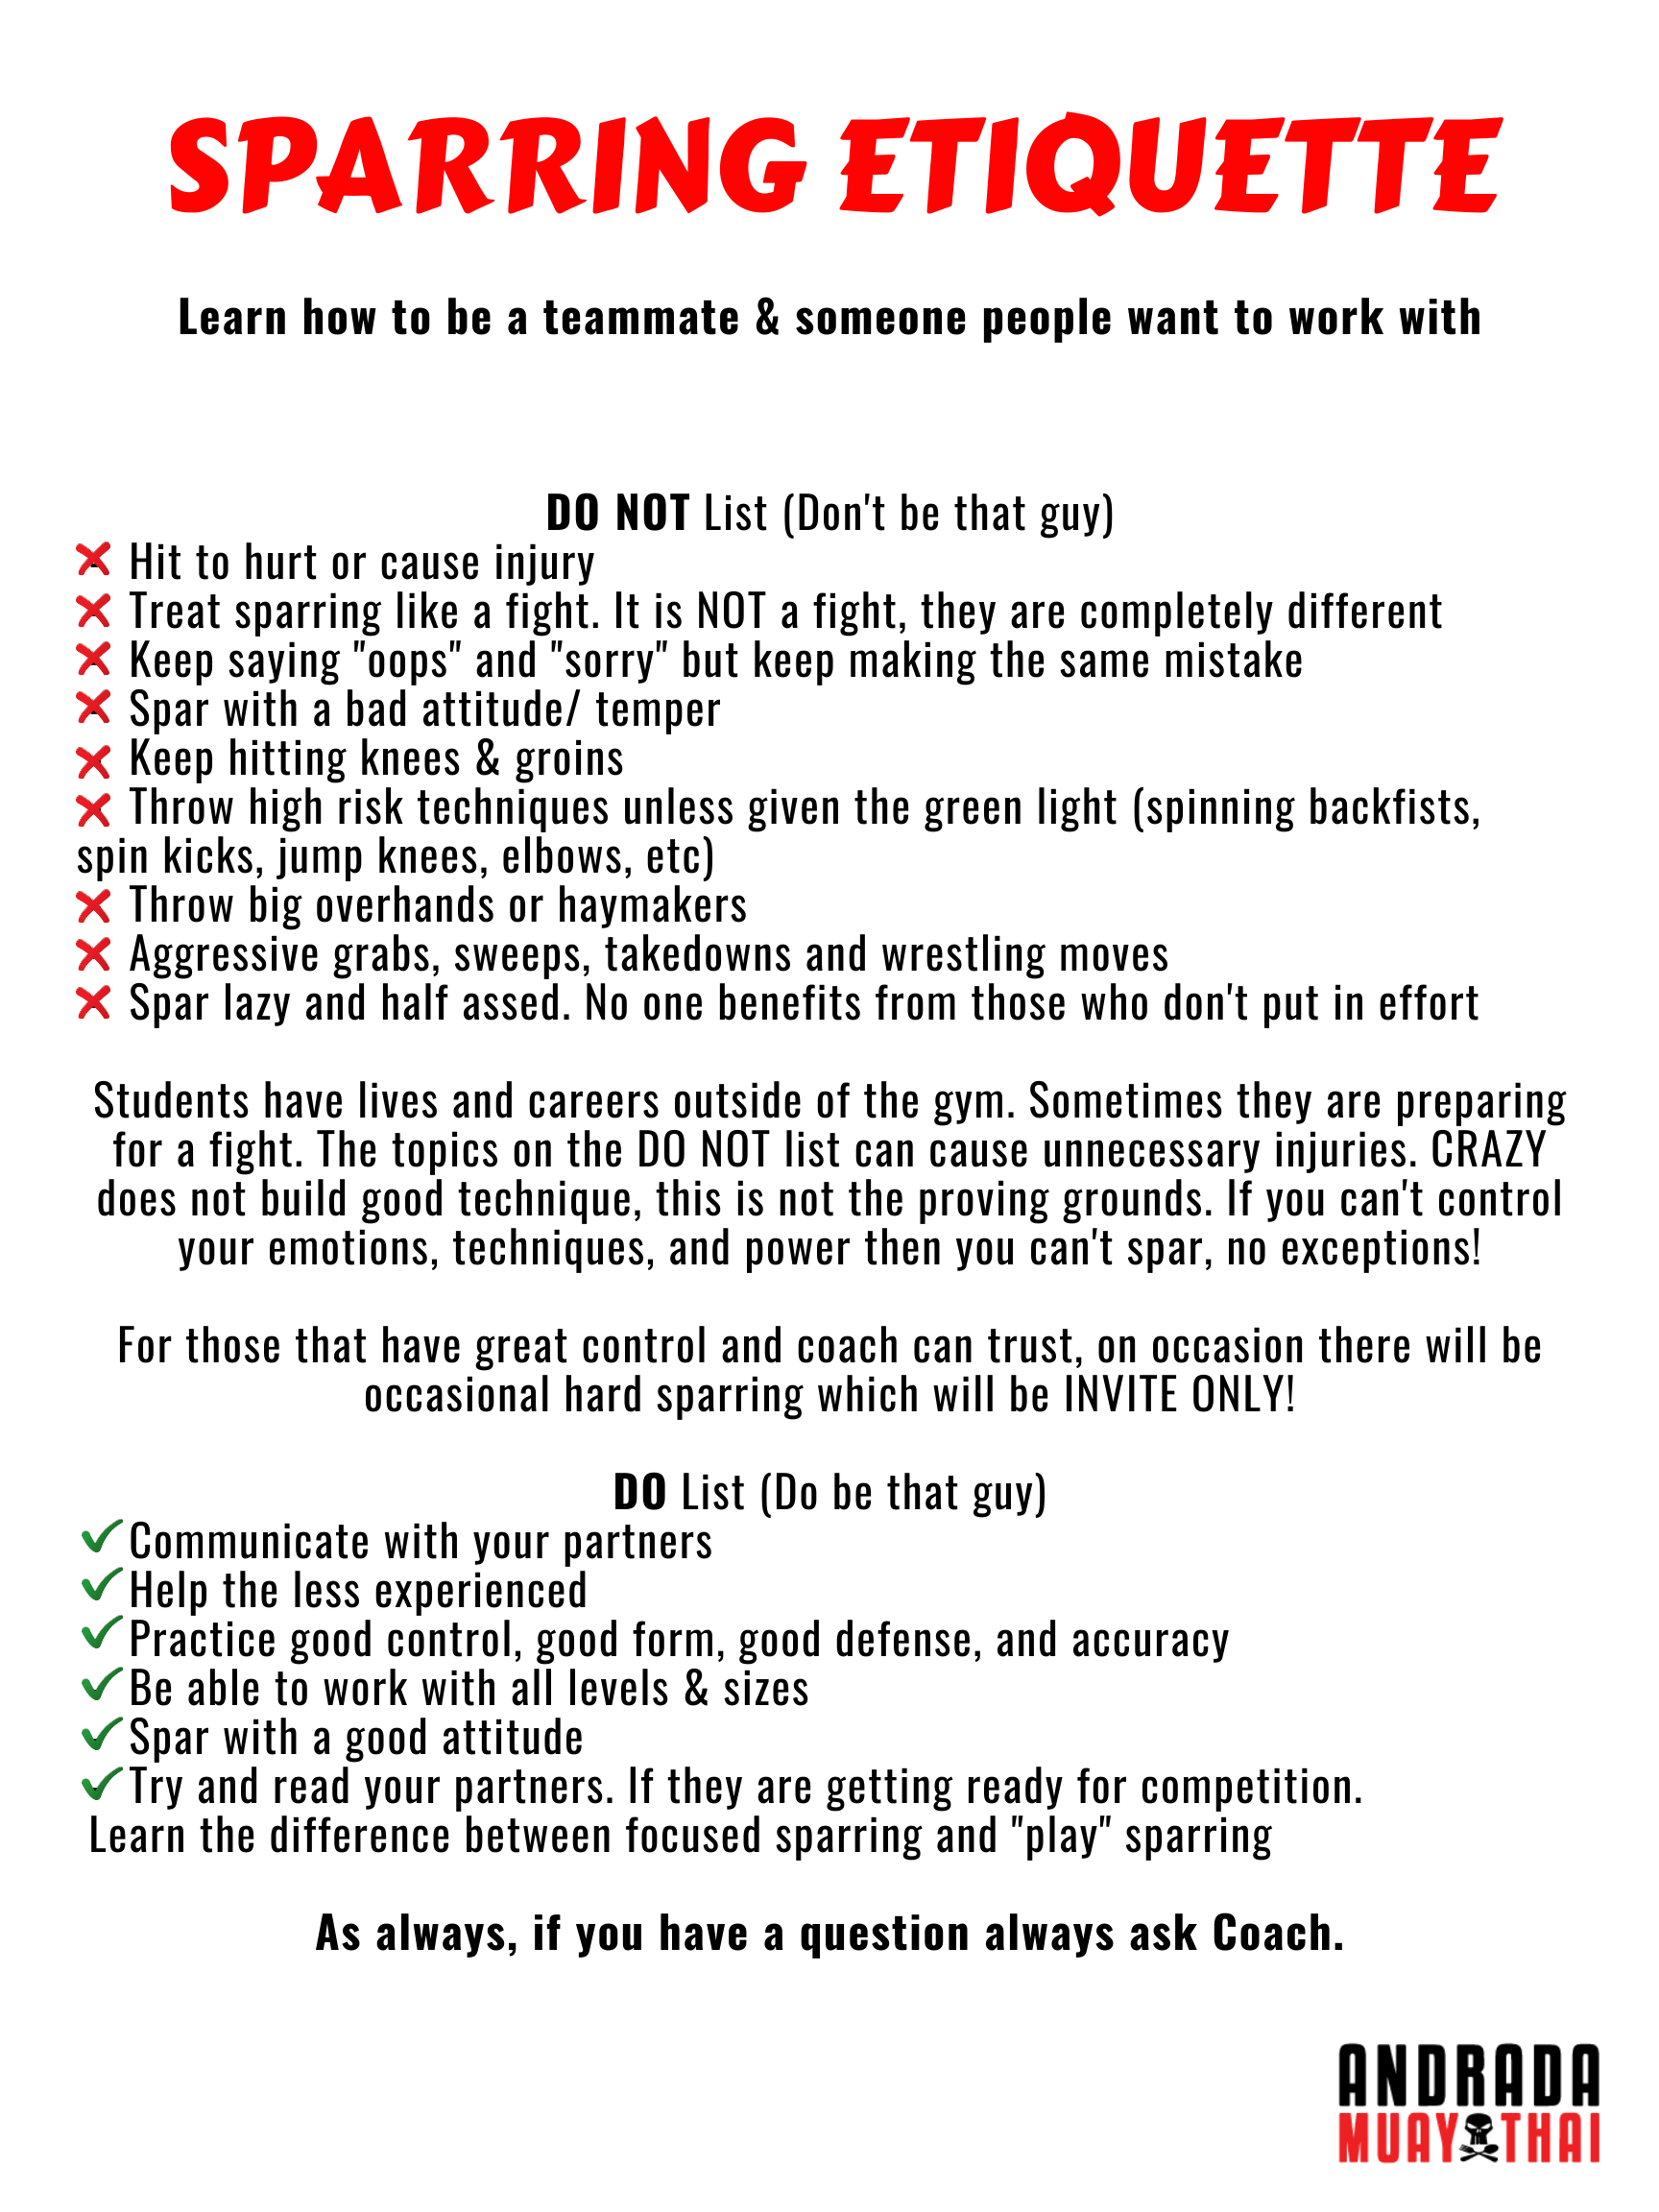 SPARRING ETIQUETTE
Learn how to be a teammate & someone people want to work with
DO NOT List (Don't be that guy)
Hit to hurt or cause injury
Treat sparring like a fight. It is NOT a fight, they are completely different
Keep saying "oops" and "sorry" but keep making the same mistake
Spar with a bad attitude/ temper
Keep hitting knees & groins
Throw high risk techniques unless given the green light (spinning backfists,
spin kicks, jump knees, elbows, etc)
Throw big overhands or haymakers
Aggressive grabs, sweeps, takedowns and wrestling moves
Spar lazy and half assed. No one benefits from those who don't put in effort
Students have lives and careers outside of the gym. Sometimes they are preparing
for a fight. The topics on the DO NOT list can cause unnecessary injuries. CRAZY
does not build good technique, this is not the proving grounds. If you can't control
your emotions, techniques, and power then you can't spar, no exceptions!
For those that have great control and coach can trust, on occasion there will be
occasional hard sparring which will be INVITE ONLY!
DO List (Do be that guy)
Communicate with your partners
Help the less experienced
Practice good control, good form, good defense, and accuracy
Be able to work with all levels & sizes
Spar with a good attitude
Try and read your partners. If they are getting ready for competition.
Learn the difference between focused sparring and "play" sparring
As always, if you have a question always ask Coach.
ANDRADA
MUAY THAI